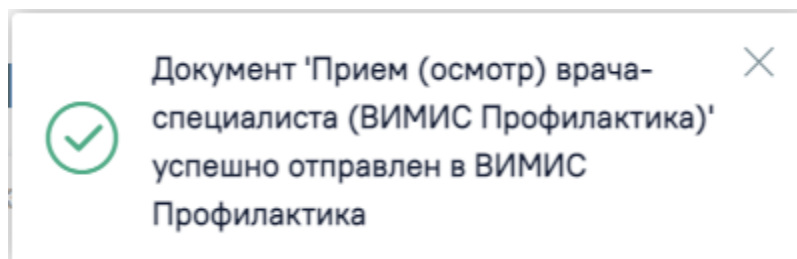 Документ 'Прием (осмотр) врача-
специалиста (ВИМИС Профилактика)'
успешно отправлен в ВИМИС
Профилактика